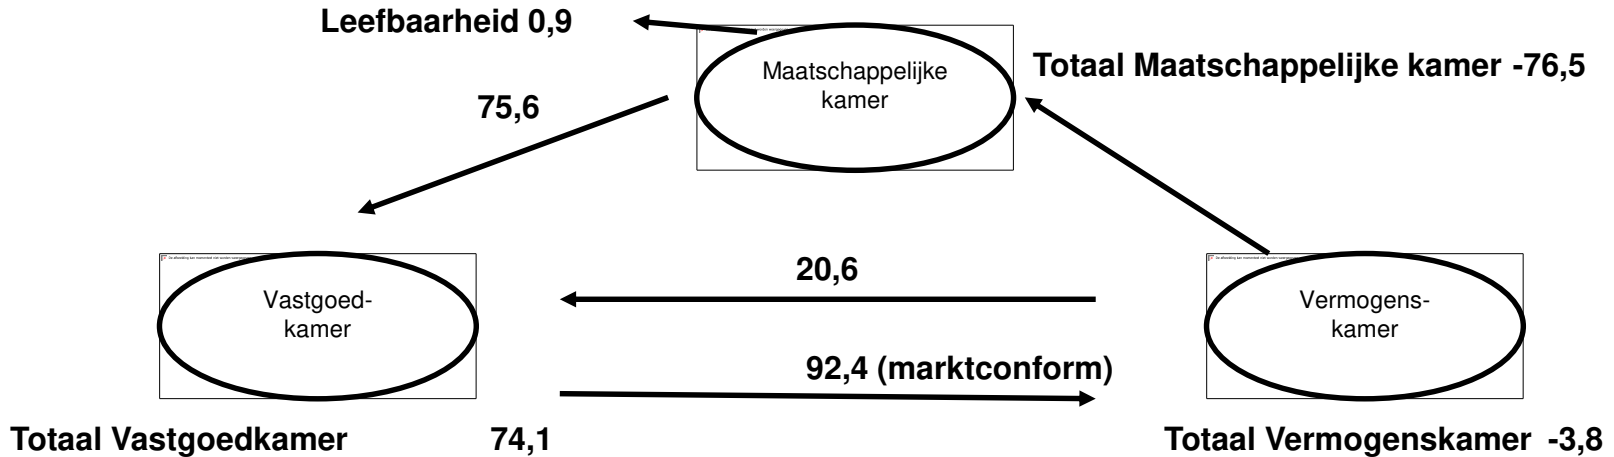 Leefbaarheid 0,9
Maatschappelijke
kamer
Totaal Maatschappelijke kamer -76,5
75,6
20,6
Vastgoed-
kamer
Vermogens-
kamer
92,4 (marktconform)
Totaal Vastgoedkamer 74,1
Totaal Vermogenskamer -3,8